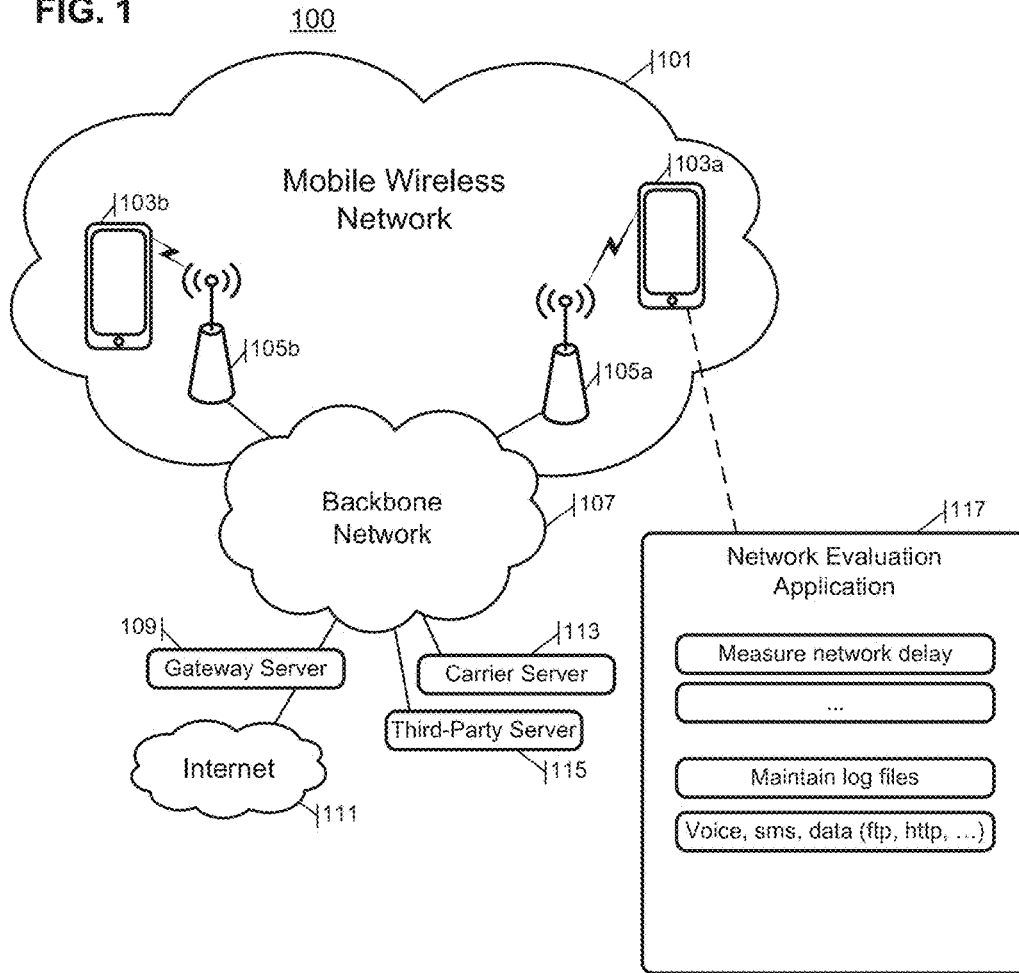 FIG. 1
100
101
Mobile Wireless
Network
103a
103b
105b
105a
Backbone
Network
107
117
Network Evaluation
Application
109
Gateway Server
113
Carrier Server
Measure network delay
...
Third-Party Server
115
Internet
111
Maintain log files
Voice, sms, data (ftp, http, ...)